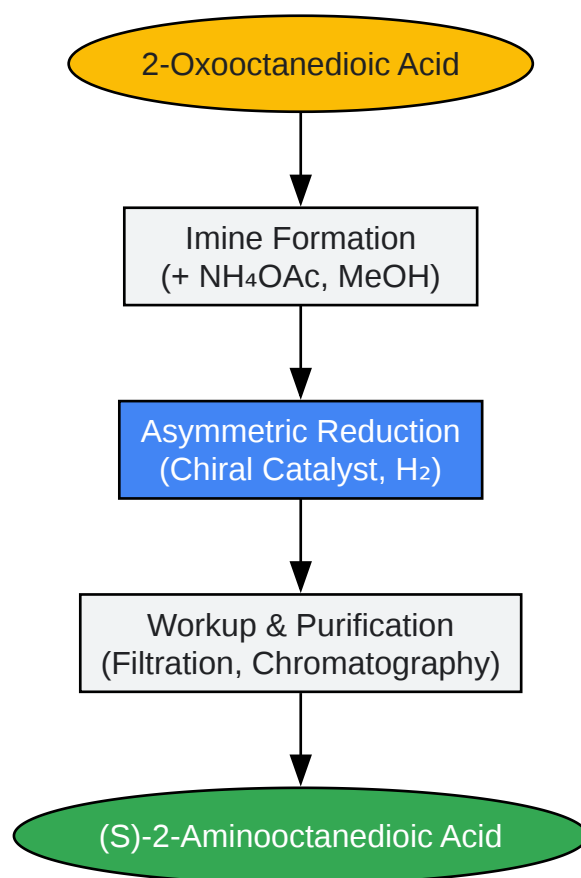 2-Oxooctanedioic Acid
Imine Formation
(+ NH₄OAc, MeOH)
Asymmetric Reduction
(Chiral Catalyst, H₂)
Workup & Purification
(Filtration, Chromatography)
(S)-2-Aminooctanedioic Acid